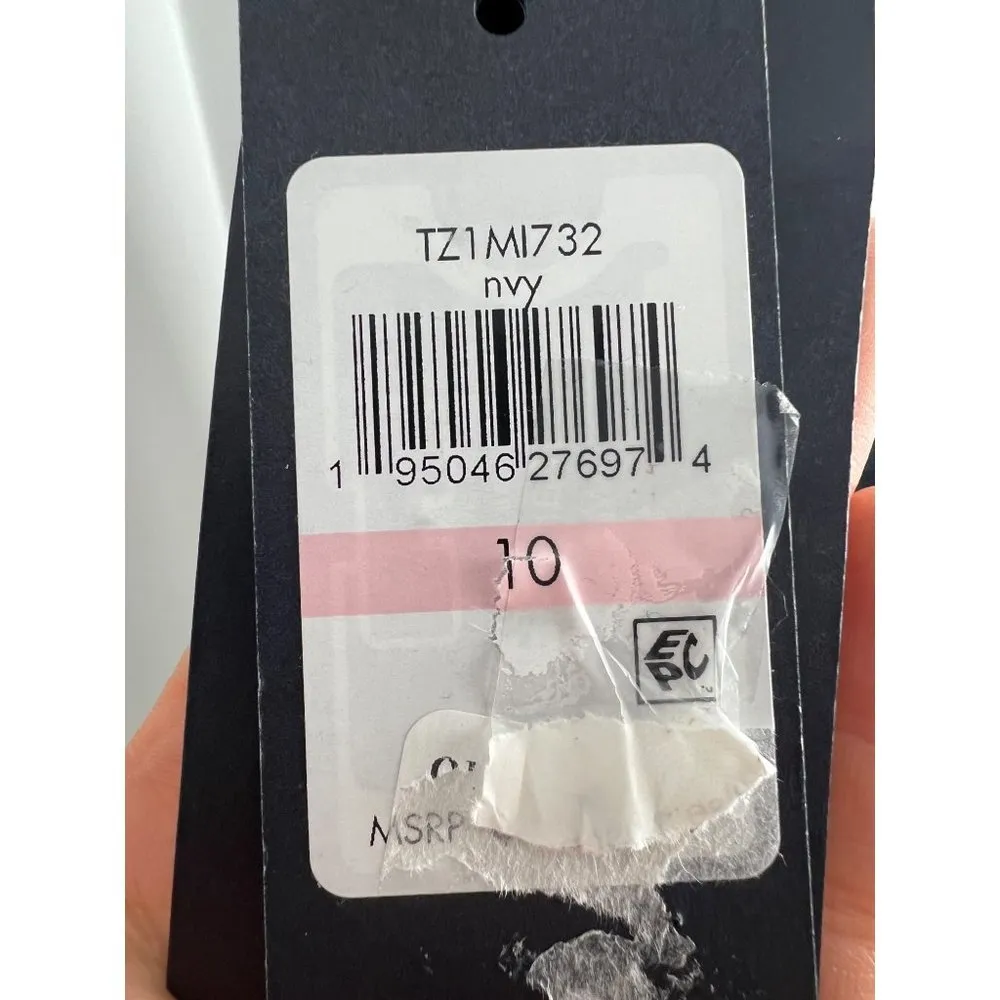 TZ1MI732
nvy
1 95046 27697 4
10
EPC
MSRP